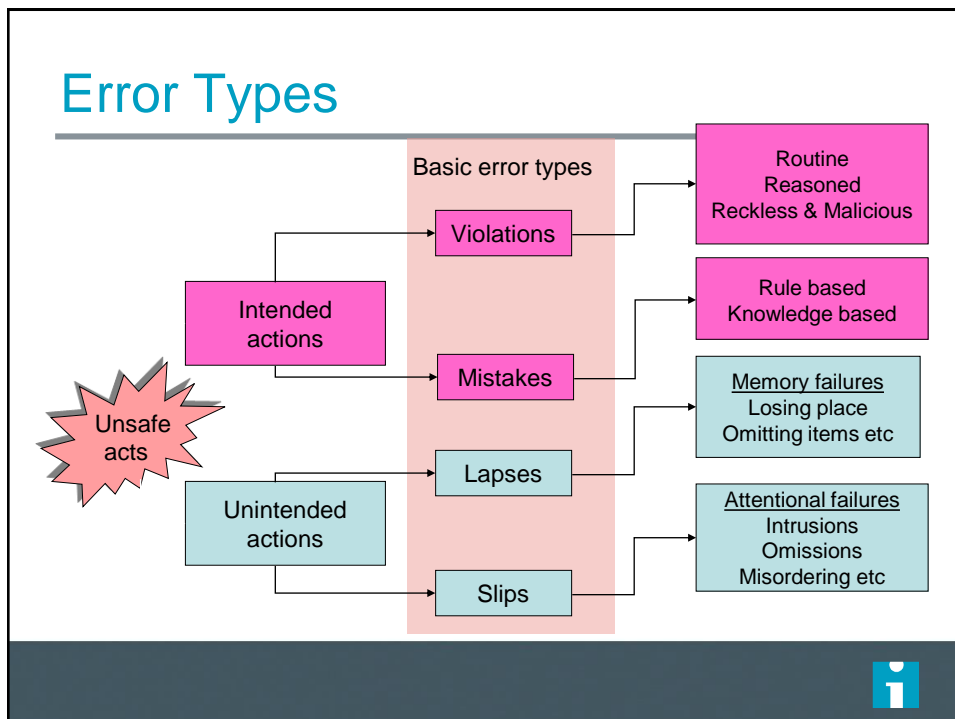 Error Types
Basic error types
Unsafe
acts
Intended
actions
Violations
Routine
Reasoned
Reckless & Malicious
Mistakes
Rule based
Knowledge based
Unintended
actions
Lapses
Memory failures
Losing place
Omitting items etc
Slips
Attentional failures
Intrusions
Omissions
Misordering etc
i